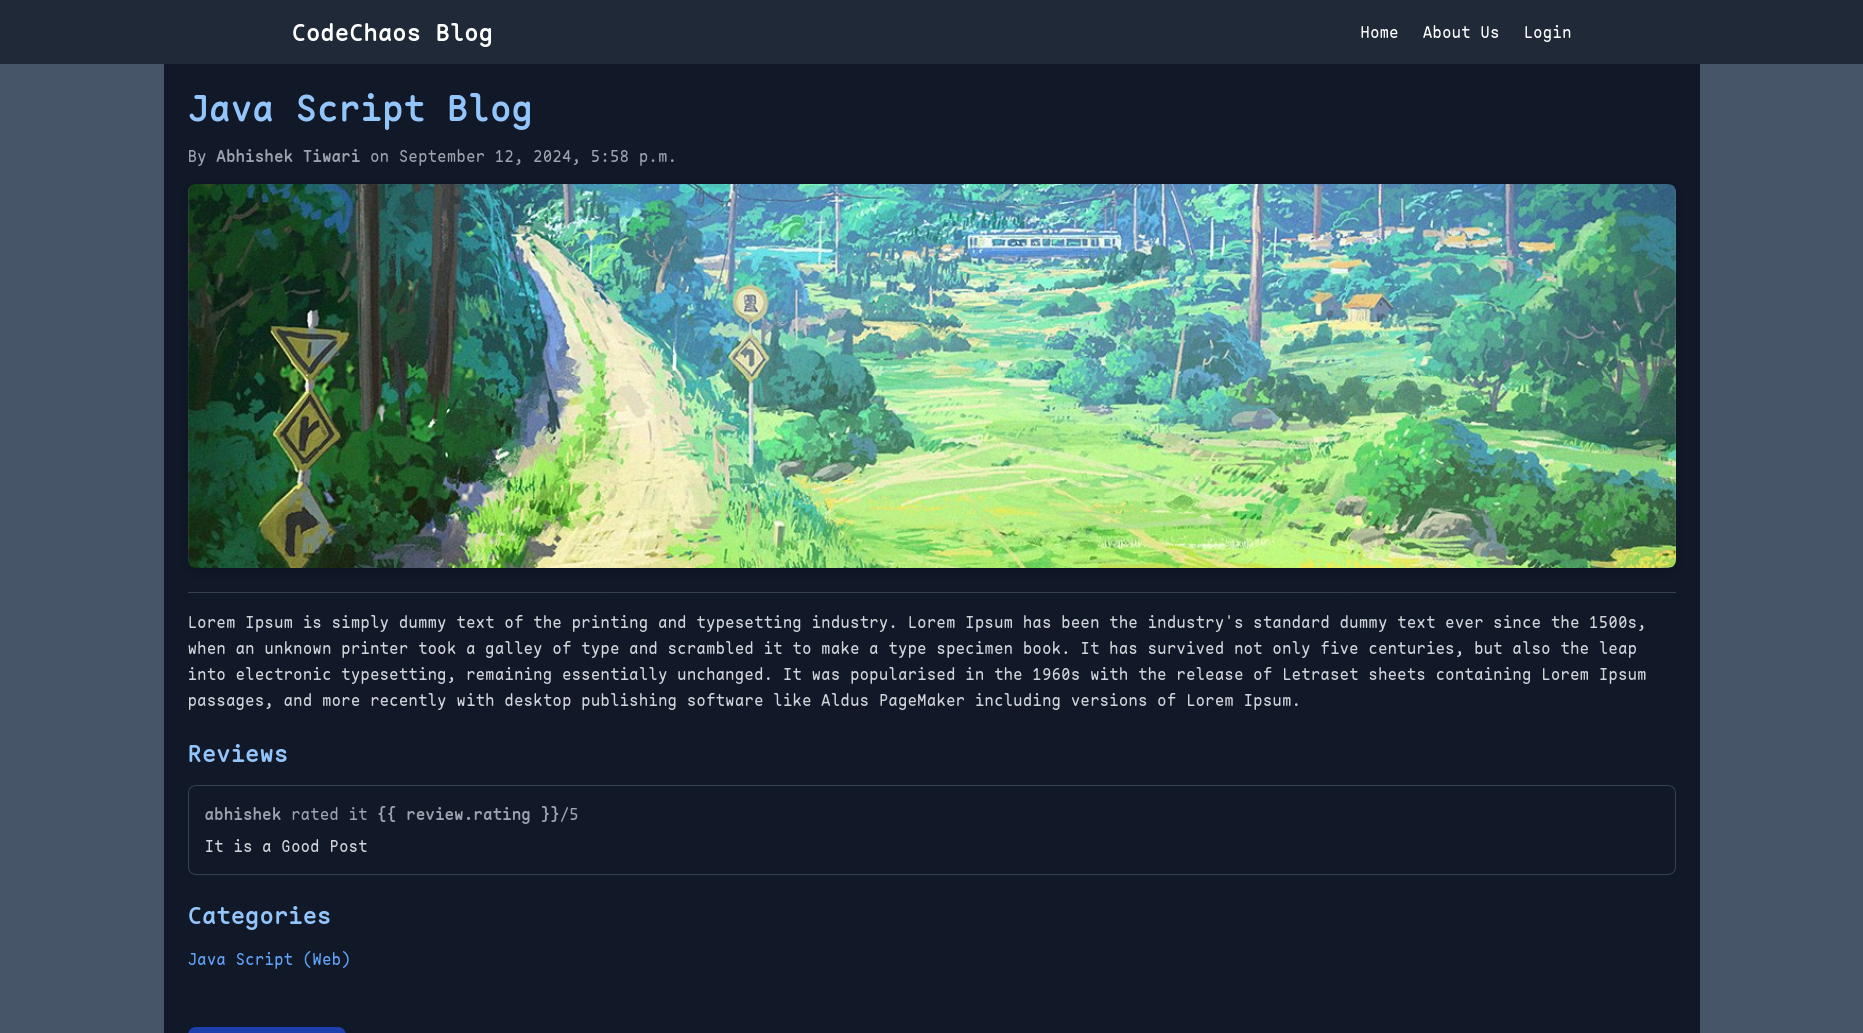 CodeChaos Blog
Home About Us Login
Java Script Blog
By Abhishek Tiwari on September 12, 2024, 5:58 p.m.
Lorem Ipsum is simply dummy text of the printing and typesetting industry. Lorem Ipsum has been the industry's standard dummy text ever since the 1500s,
when an unknown printer took a galley of type and scrambled it to make a type specimen book. It has survived not only five centuries, but also the leap
into electronic typesetting, remaining essentially unchanged. It was popularised in the 1960s with the release of Letraset sheets containing Lorem Ipsum
passages, and more recently with desktop publishing software like Aldus PageMaker including versions of Lorem Ipsum.
Reviews
abhishek rated it {{ review.rating }}/5
It is a Good Post
Categories
Java Script (Web)